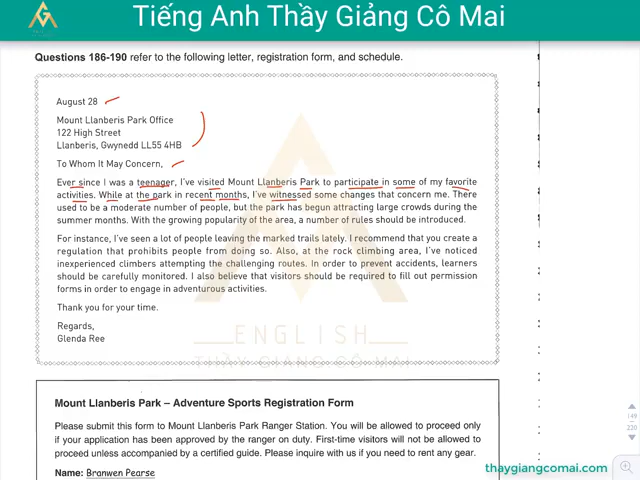 Tiếng Anh Thầy Giảng Cô Mai
Questions 186-190 refer to the following letter, registration form, and schedule.
August 28
Mount Llanberis Park Office
122 High Street
Llanberis, Gwynedd LL55 4HB
To Whom It May Concern,
Ever since I was a teenager, I've visited Mount Llanberis Park to participate in some of my favorite
activities. While at the park in recent months, I've witnessed some changes that concern me. There
used to be a moderate number of people, but the park has begun attracting large crowds during the
summer months. With the growing popularity of the area, a number of rules should be introduced.
For instance, I've seen a lot of people leaving the marked trails lately. I recommend that you create a
regulation that prohibits people from doing so. Also, at the rock climbing area, I've noticed
inexperienced climbers attempting the challenging routes. In order to prevent accidents, learners
should be carefully monitored. I also believe that visitors should be required to fill out permission
forms in order to engage in adventurous activities.
Thank you for your time.
Regards,
Glenda Ree
ENGLISH
THẦY GIẢNG CÔ MAI
Mount Llanberis Park – Adventure Sports Registration Form
Please submit this form to Mount Llanberis Park Ranger Station. You will be allowed to proceed only
if your application has been approved by the ranger on duty. First-time visitors will not be allowed to
proceed unless accompanied by a certified guide. Please inquire with us if you need to rent any gear.
Name: Branwen Pearse
149
220
thaygiangcomai.com